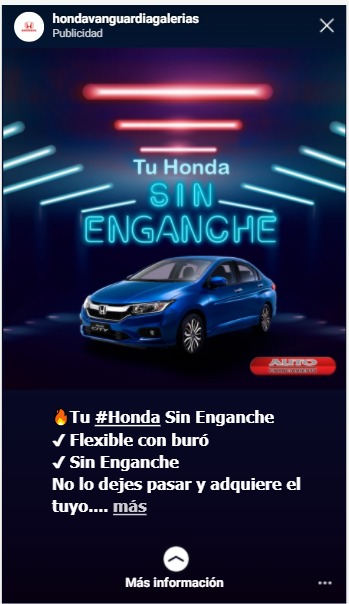 hondavanguardiagalerias
Publicidad
Tu Honda
SIN
ENGANCHE
AUTO
🔥Tu #Honda Sin Enganche
✓ Flexible con buró
✓ Sin Enganche
No lo dejes pasar y adquiere el
tuyo.... más
Más información